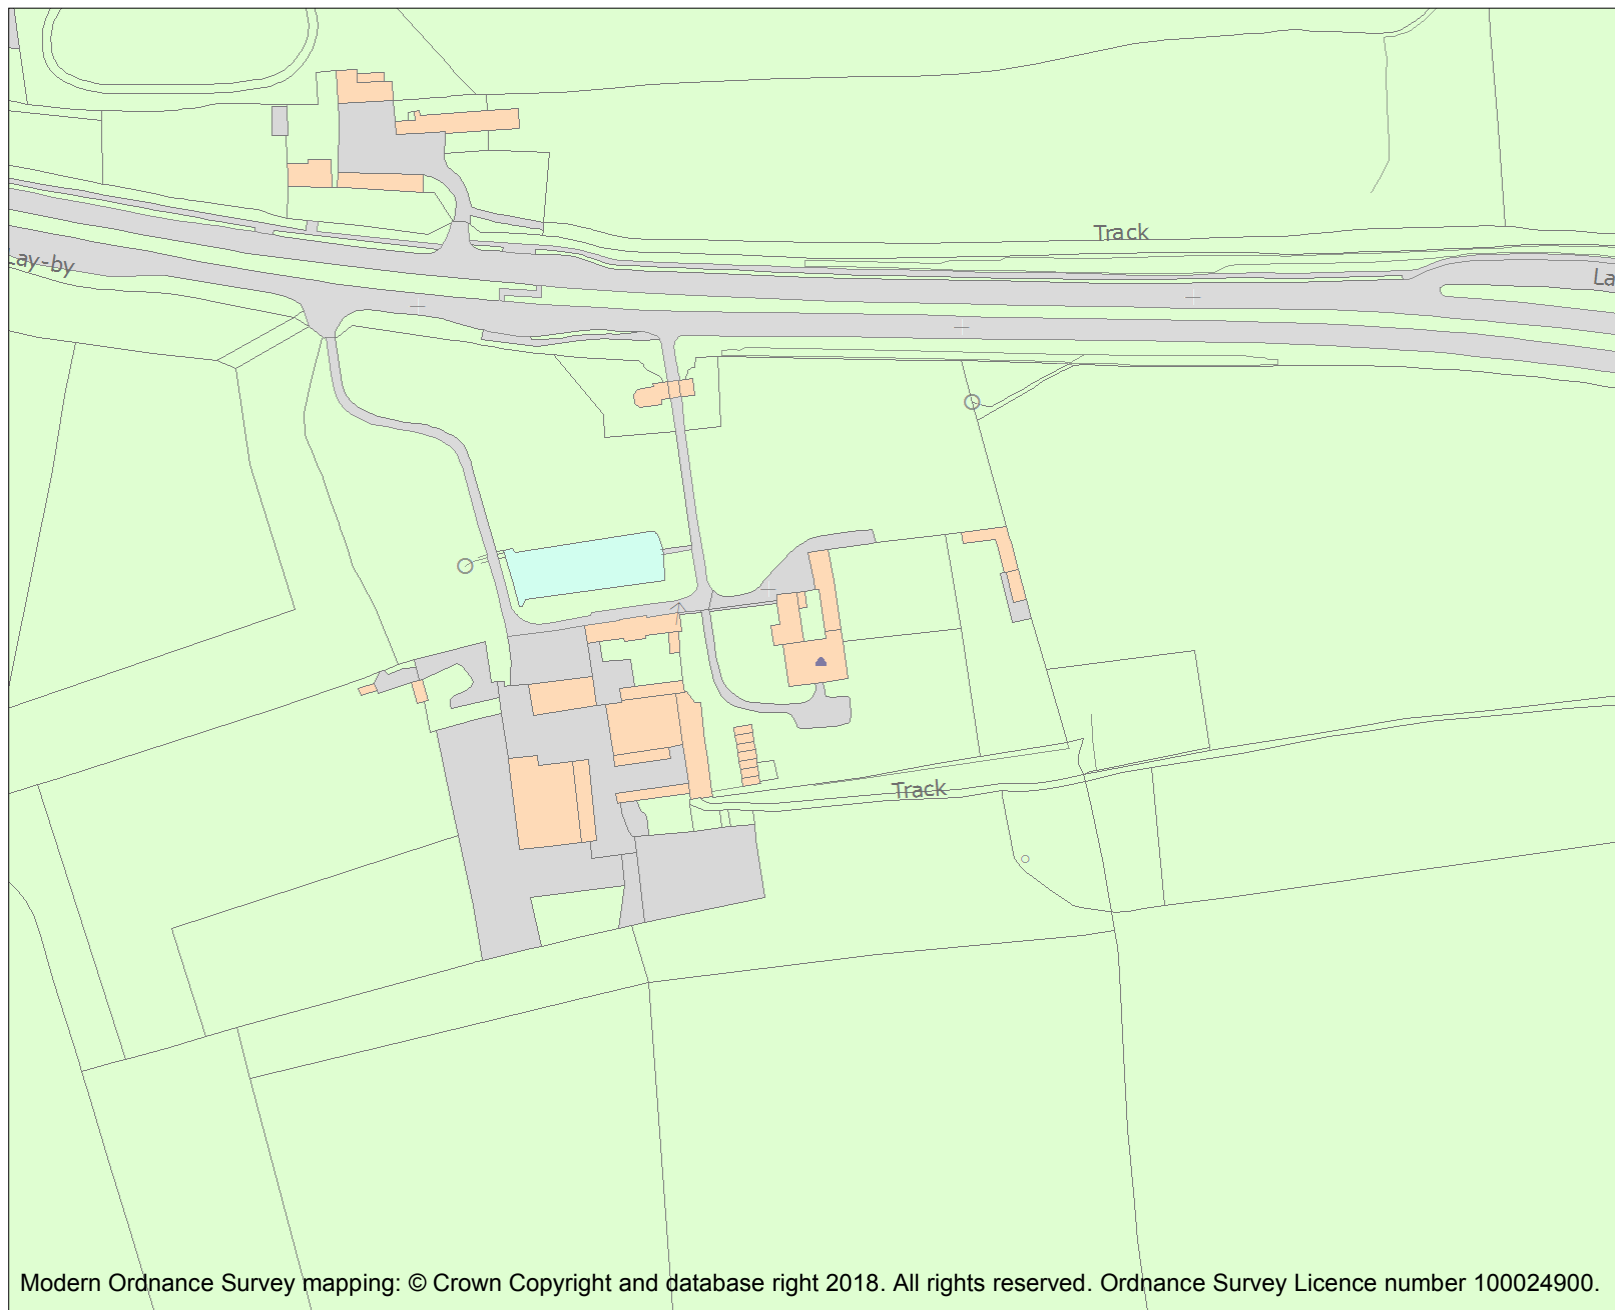 Track
ay-by
La
Track
Modern Ordnance Survey mapping: © Crown Copyright and database right 2018. All rights reserved. Ordnance Survey Licence number 100024900.